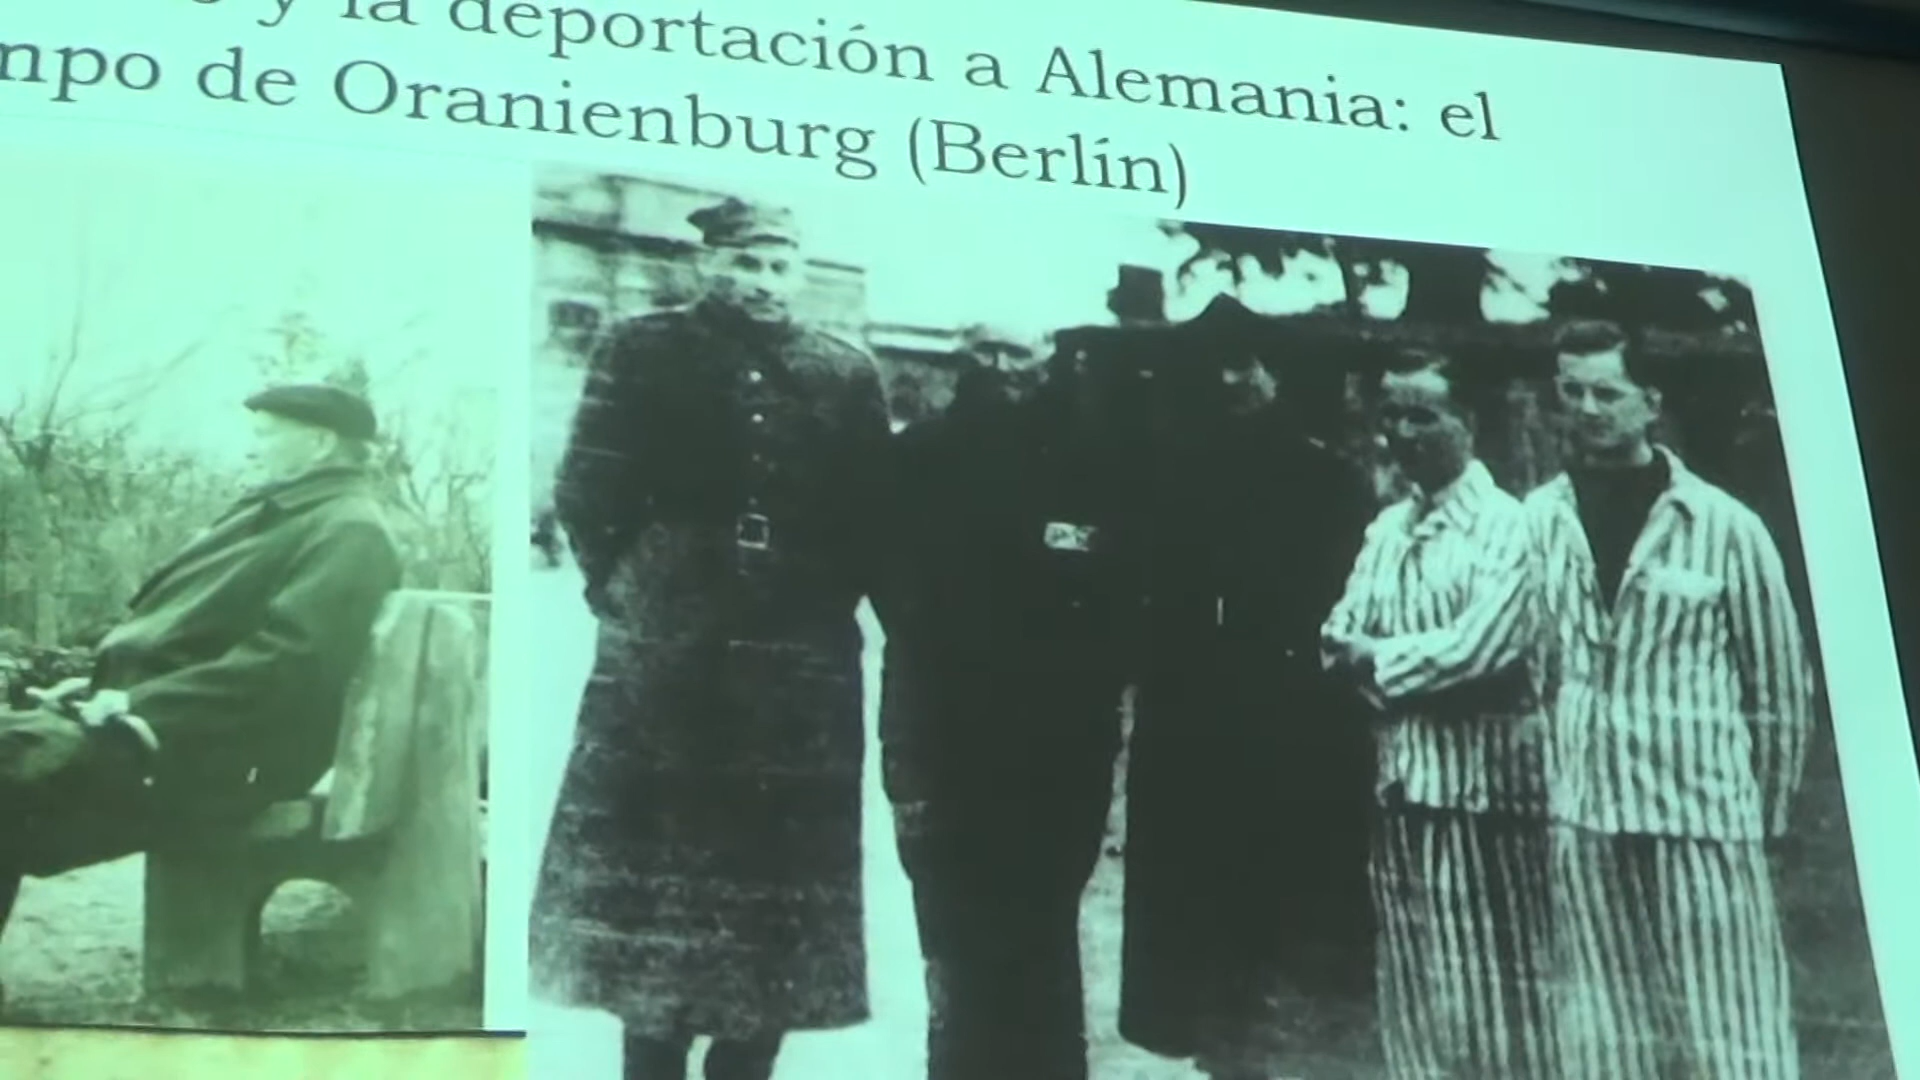 y la deportación a Alemania: el
mpo de Oranienburg (Berlín)